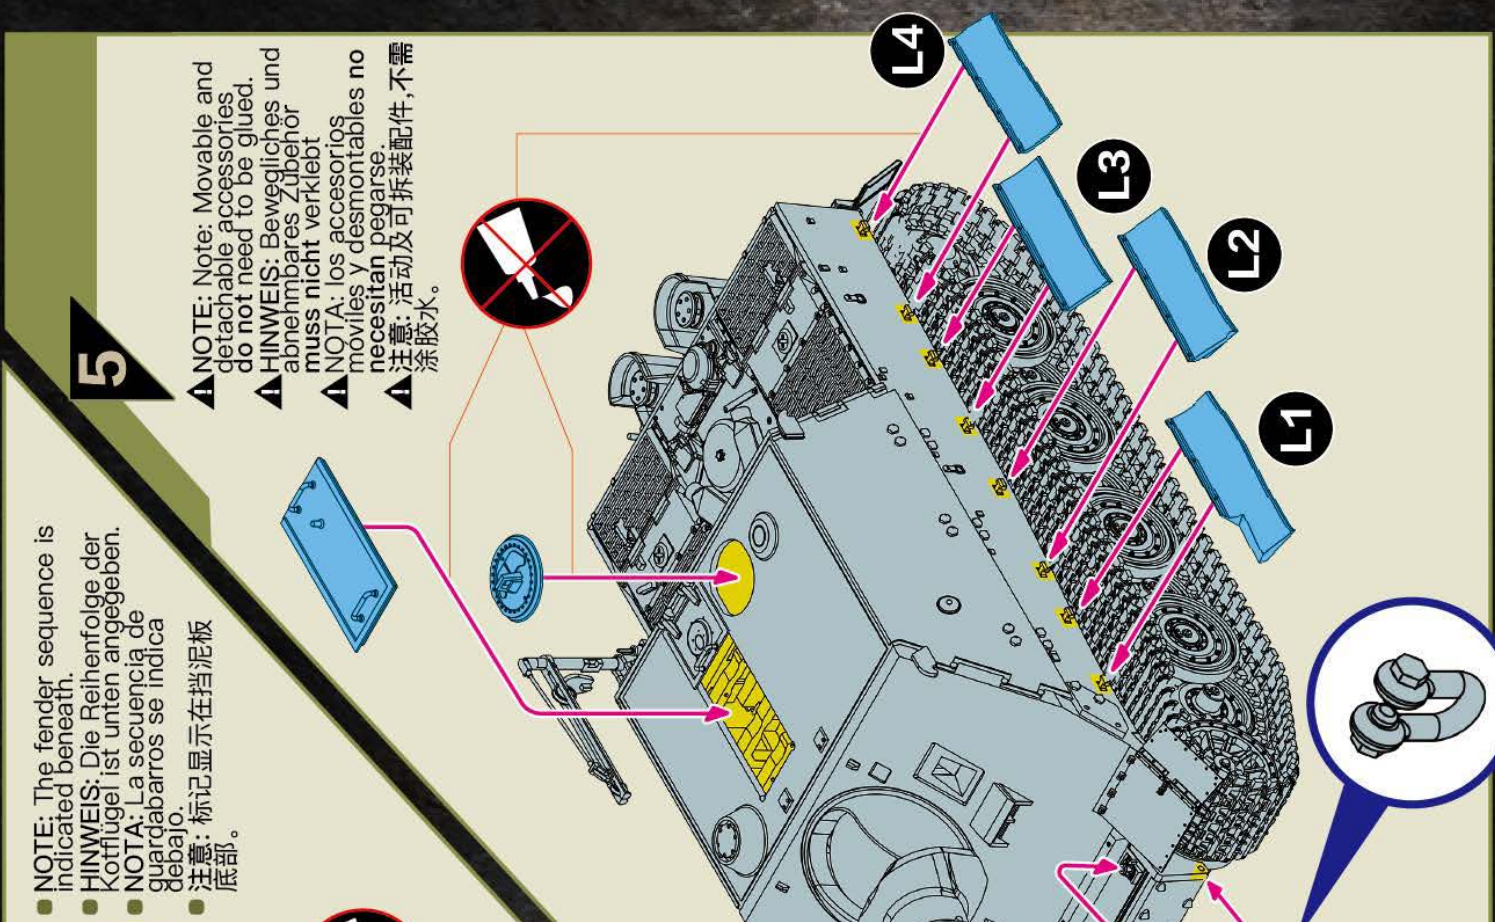 NOTE: The fender sequence is
indicated beneath.
HINWEIS: Die Reihenfolge der
Kotflügel ist unten angegeben.
NOTA: La secuencia de
guardabarros se indica
debajo.
注意: 标记显示在挡泥板
底部。
5
NOTE: Note: Movable and
detachable accessories
do not need to be glued.
HINWEIS: Bewegliches und
abnehmbares Zubehör
muss nicht verklebt
NOTA: los accesorios
moviles y desmontables no
necesitan pegarse.
注意: 活动及可拆装配件,不需
涂胶水。
L1
L2
L3
L4